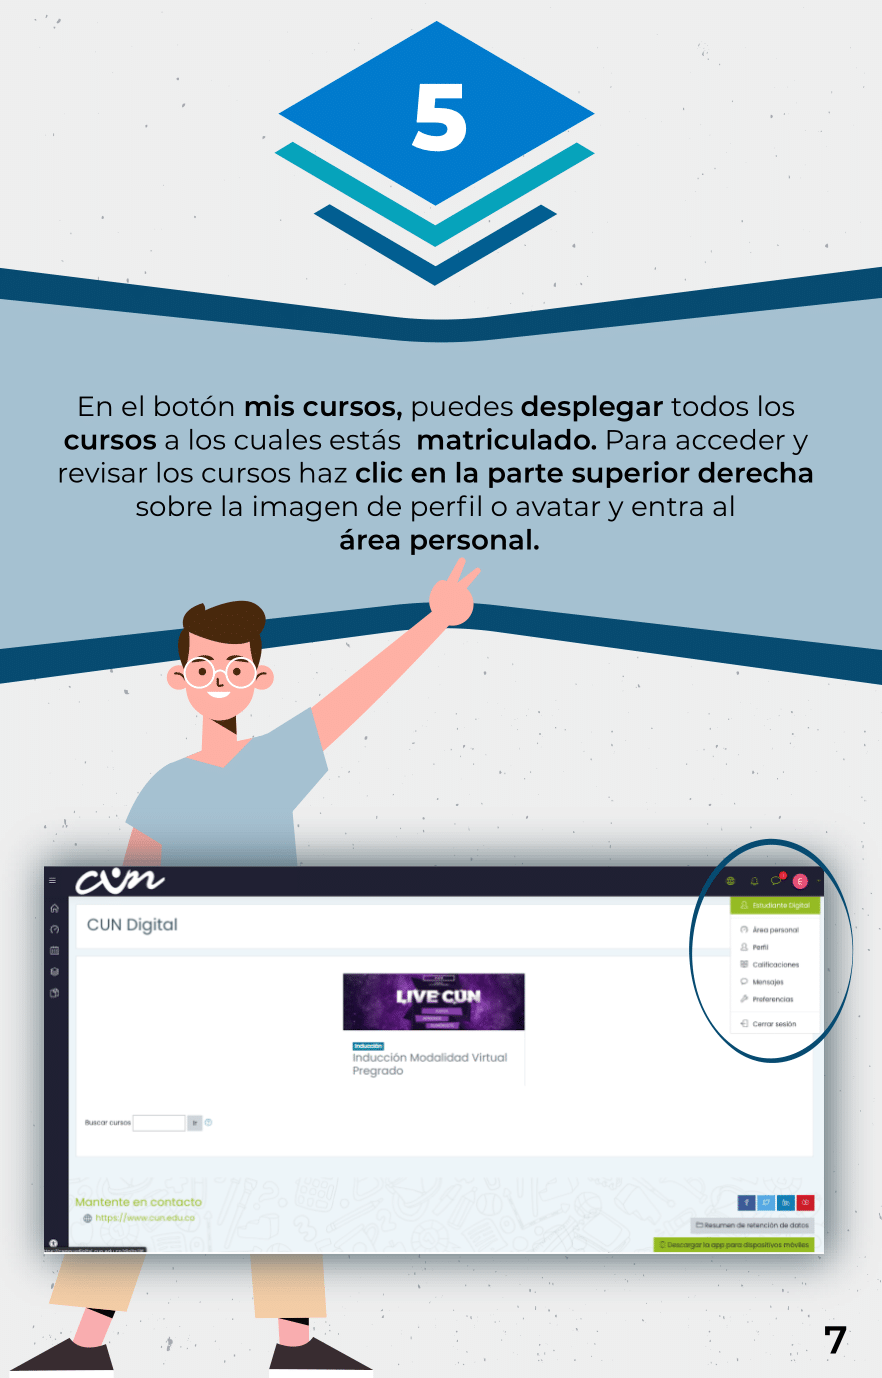 5
En el botón mis cursos, puedes desplegar todos los
cursos a los cuales estás matriculado. Para acceder y
revisar los cursos haz clic en la parte superior derecha
sobre la imagen de perfil o avatar y entra al
área personal.
cun
E
Estudiante Digital
CUN Digital
Área personal
Perfil
Calificaciones
Mensajes
Preferencias
Cerrar sesión
LIVE CUN
Inducción
Inducción Modalidad Virtual
Pregrado
Buscar cursos
Ir
Mantente en contacto
https://www.cun.edu.co
Resumen de retención de datos
Descargar la app para dispositivos móviles
7